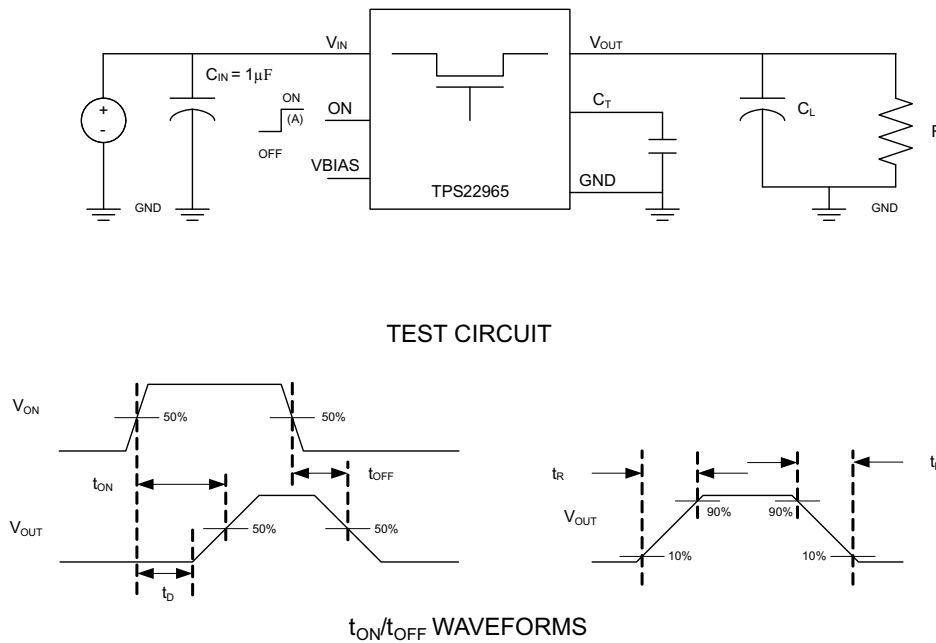 VIN
VOUT
CIN = 1µF
ON
(A)
OFF
ON
CT
CL
+
-
VBIAS
GND
TPS22965
GND
GND
TEST CIRCUIT
VON
50%
50%
tON
tOFF
tR
VOUT
50%
50%
VOUT
90%
90%
10%
10%
tD
tON/tOFF WAVEFORMS